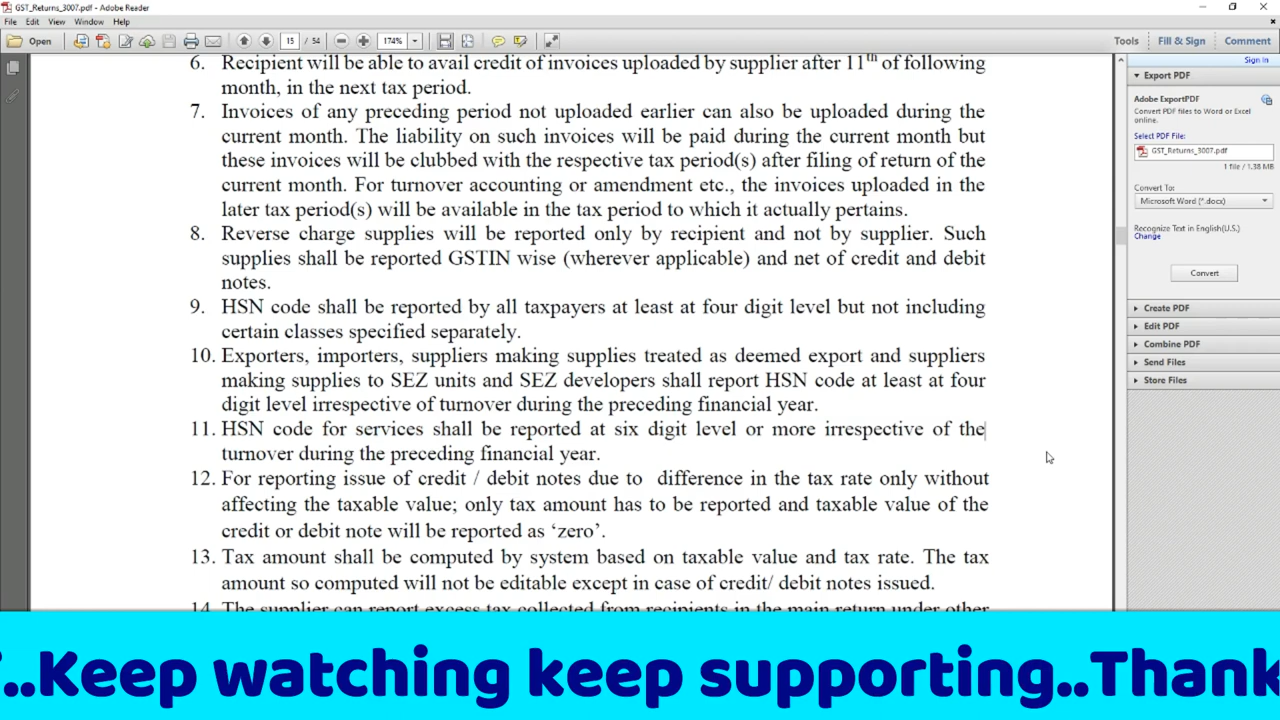 GST_Returns_3007.pdf - Adobe Reader
File Edit View Window Help
Open 15 / 54 174% Tools Fill & Sign Comment
Sign In
6. Recipient will be able to avail credit of invoices uploaded by supplier after 11th of following
month, in the next tax period.
7. Invoices of any preceding period not uploaded earlier can also be uploaded during the
current month. The liability on such invoices will be paid during the current month but
these invoices will be clubbed with the respective tax period(s) after filing of return of the
current month. For turnover accounting or amendment etc., the invoices uploaded in the
later tax period(s) will be available in the tax period to which it actually pertains.
8. Reverse charge supplies will be reported only by recipient and not by supplier. Such
supplies shall be reported GSTIN wise (wherever applicable) and net of credit and debit
notes.
9. HSN code shall be reported by all taxpayers at least at four digit level but not including
certain classes specified separately.
10. Exporters, importers, suppliers making supplies treated as deemed export and suppliers
making supplies to SEZ units and SEZ developers shall report HSN code at least at four
digit level irrespective of turnover during the preceding financial year.
11. HSN code for services shall be reported at six digit level or more irrespective of the
turnover during the preceding financial year.
12. For reporting issue of credit / debit notes due to difference in the tax rate only without
affecting the taxable value; only tax amount has to be reported and taxable value of the
credit or debit note will be reported as ‘zero’.
13. Tax amount shall be computed by system based on taxable value and tax rate. The tax
amount so computed will not be editable except in case of credit/ debit notes issued.
14. The supplier can report excess tax collected from recipients in the main return under other
Export PDF
Adobe ExportPDF
Convert PDF files to Word or Excel
online.
Select PDF File:
GST_Returns_3007.pdf
1 file / 1.38 MB
Convert To:
Microsoft Word (*.docx)
Recognize Text in English(U.S.)
Change
Convert
Create PDF
Edit PDF
Combine PDF
Send Files
Store Files
..Keep watching keep supporting..Thank